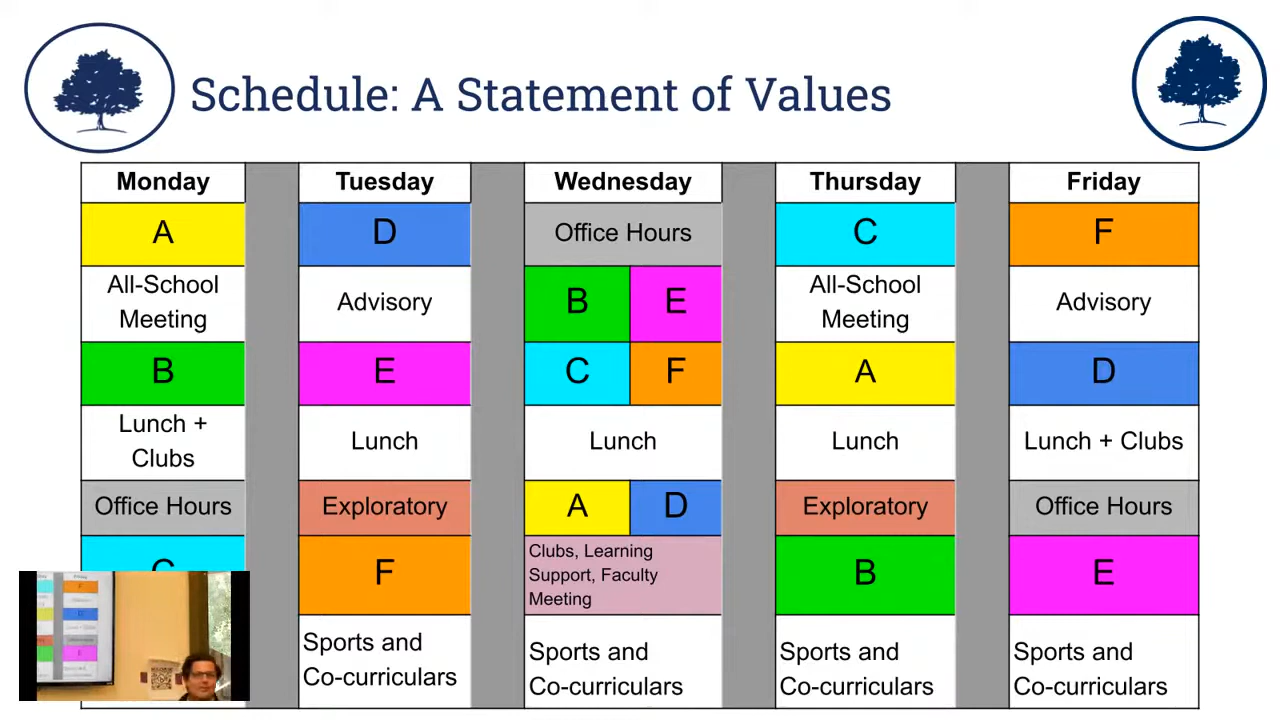 Schedule: A Statement of Values
Monday Tuesday Wednesday Thursday Friday
A D Office Hours C F
All-School
Meeting
Advisory
B E
All-School
Meeting
Advisory
B E C F A D
Lunch +
Clubs
Lunch Lunch Lunch Lunch + Clubs
Office Hours Exploratory A D Exploratory Office Hours
C F
Clubs, Learning
Support, Faculty
Meeting
B E
Sports and
Co-curriculars
Sports and
Co-curriculars
Sports and
Co-curriculars
Sports and
Co-curriculars